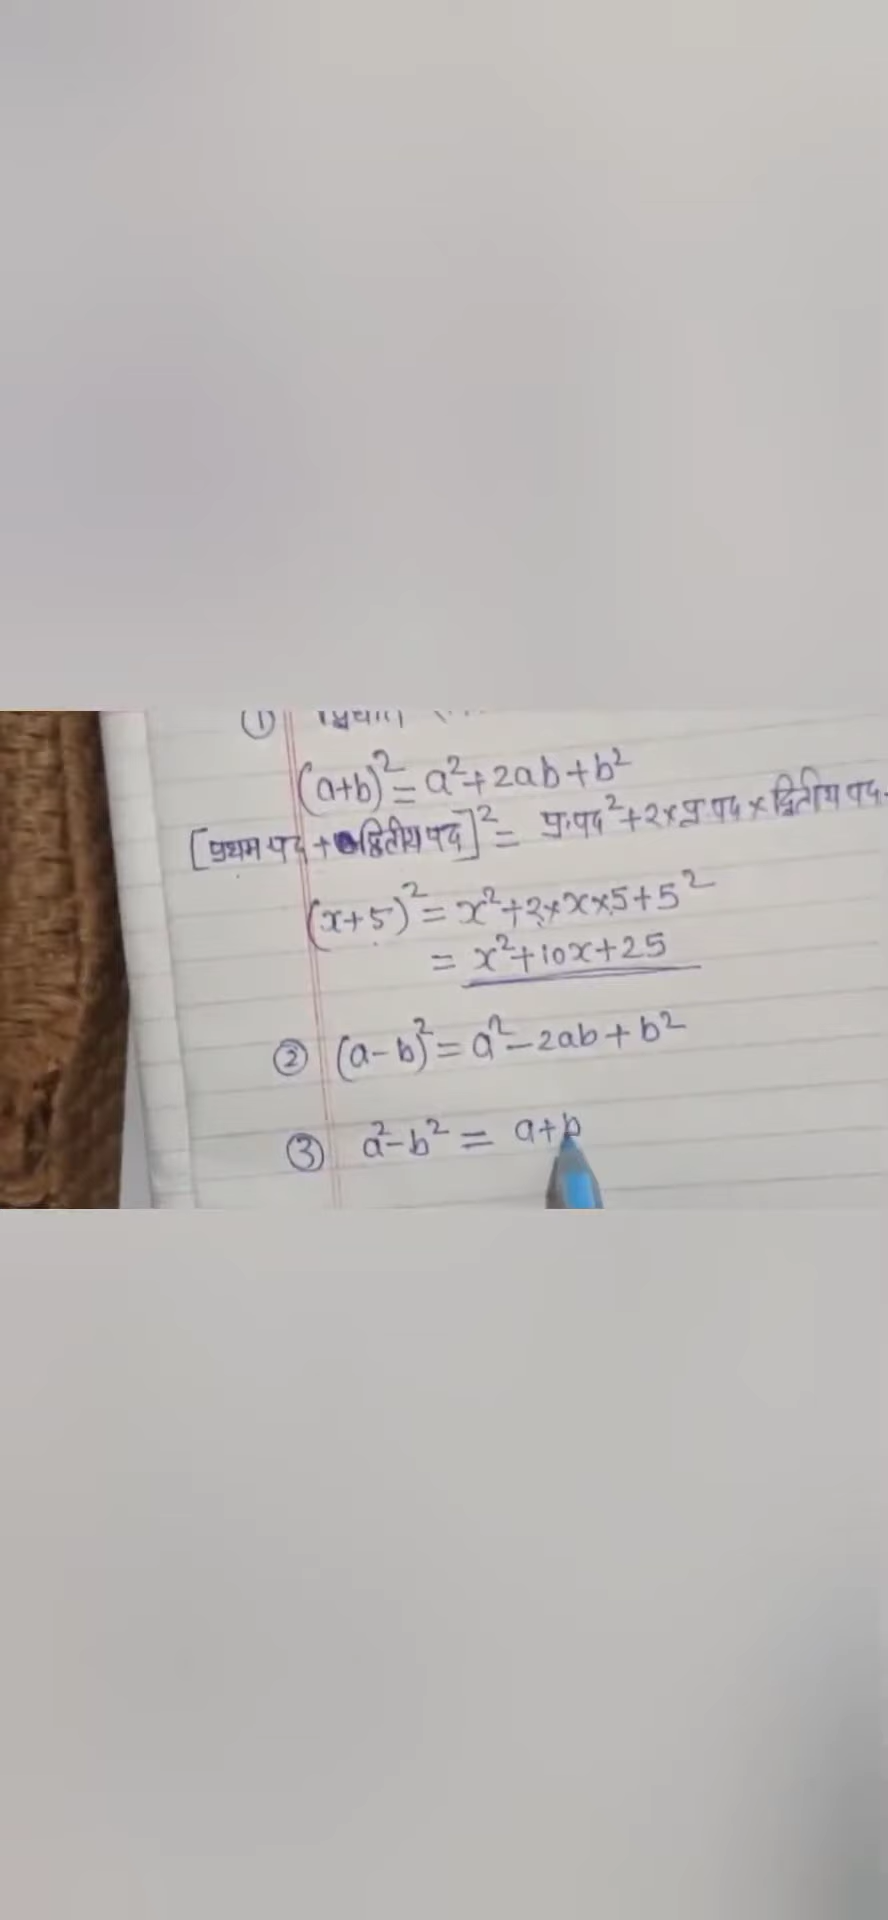 ①
(a+b)² = a²+2ab+b²
[प्रथम पद + द्वितीय पद]² = प्र.पद²+2×प्र.पद×द्वितीय पद
(x+5)² = x²+2×x×5+5²
= x²+10x+25
② (a-b)² = a²-2ab+b²
③ a²-b² = a+b